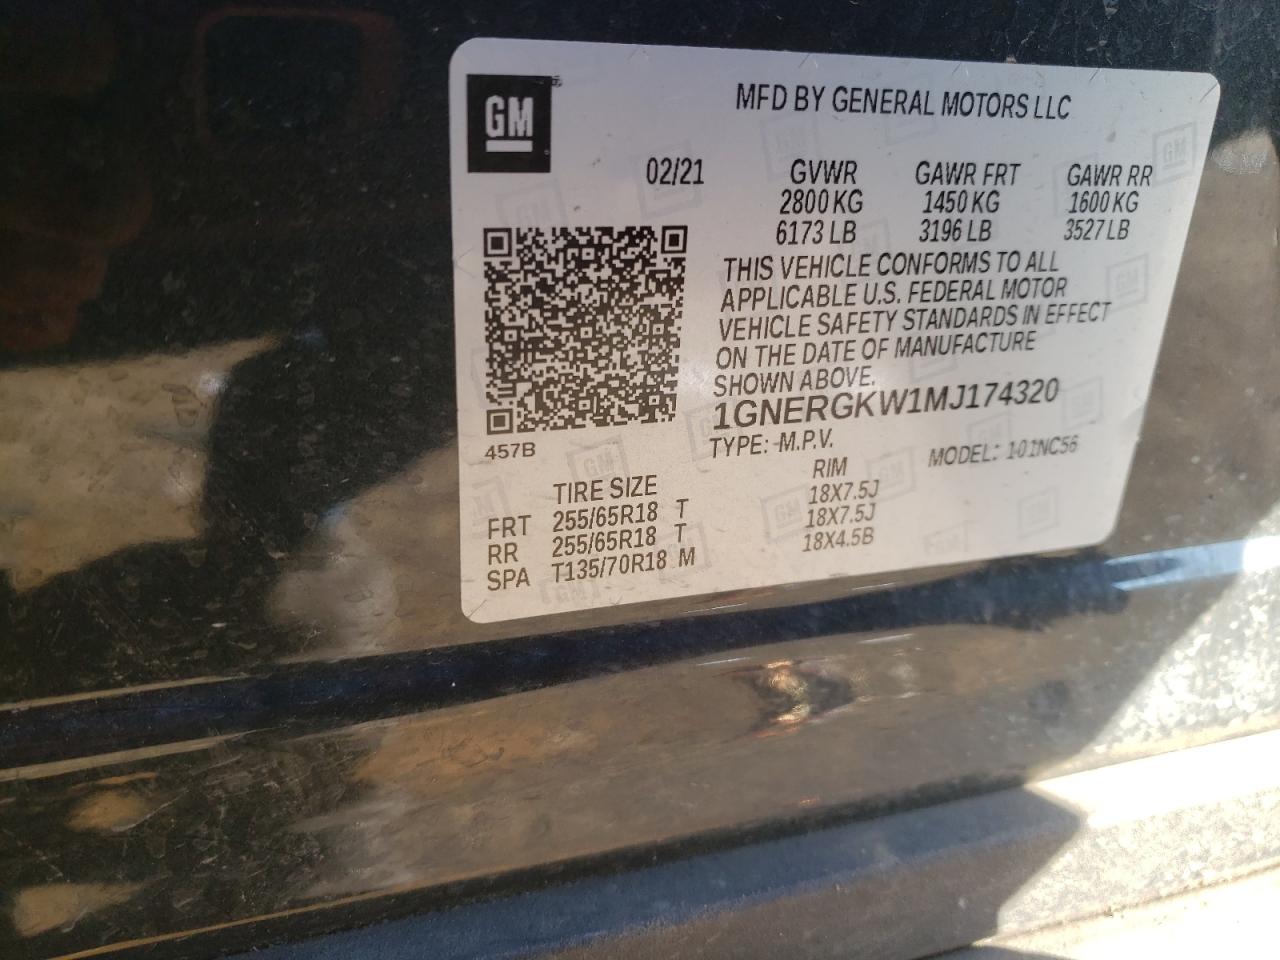 GM
MFD BY GENERAL MOTORS LLC
02/21 GVWR GAWR FRT GAWR RR
2800 KG 1450 KG 1600 KG
6173 LB 3196 LB 3527 LB
THIS VEHICLE CONFORMS TO ALL
APPLICABLE U.S. FEDERAL MOTOR
VEHICLE SAFETY STANDARDS IN EFFECT
ON THE DATE OF MANUFACTURE
SHOWN ABOVE.
1GNERGKW1MJ174320
457B
TYPE: M.P.V. MODEL: 1-01NC56
TIRE SIZE RIM
FRT 255/65R18 T 18X7.5J
RR 255/65R18 T 18X7.5J
SPA T135/70R18 M 18X4.5B